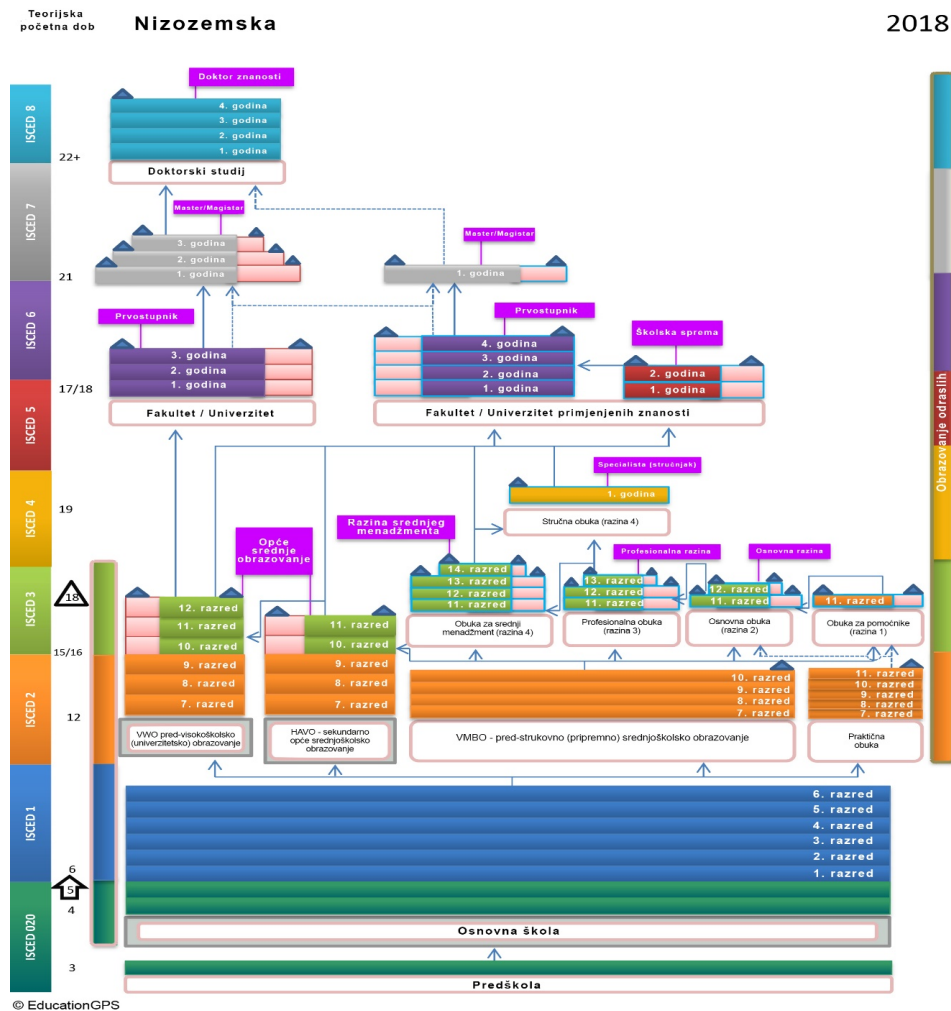 Teorijska
početna dob
Nizozemska
2018
ISCED 8
ISCED 7
ISCED 6
ISCED 5
ISCED 4
ISCED 3
ISCED 2
ISCED 1
ISCED 020
22+
21
17/18
19
18
15/16
12
6
5
4
3
Doktor znanosti
4. godina
3. godina
2. godina
1. godina
Doktorski studij
Master/Magistar
3. godina
2. godina
1. godina
Master/Magistar
1. godina
Prvostupnik
3. godina
2. godina
1. godina
Fakultet / Univerzitet
Prvostupnik
4. godina
3. godina
2. godina
1. godina
Školska sprema
2. godina
1. godina
Fakultet / Univerzitet primjenjenih znanosti
Specialista (stručnjak)
1. godina
Stručna obuka (razina 4)
Opće
srednje
obrazovanje
Razina srednjeg
menadžmenta
Profesionalna razina
Osnovna razina
12. razred
11. razred
10. razred
9. razred
8. razred
7. razred
VWO pred-visokoškolsko
(univerzitetsko) obrazovanje
11. razred
10. razred
9. razred
8. razred
7. razred
HAVO - sekundarno
opće srednjoškolsko
obrazovanje
14. razred
13. razred
12. razred
11. razred
Obuka za srednji
menadžment (razina 4)
13. razred
12. razred
11. razred
Profesionalna obuka
(razina 3)
12. razred
11. razred
Osnovna obuka
(razina 2)
11. razred
Obuka za pomoćnike
(razina 1)
10. razred
9. razred
8. razred
7. razred
VMBO - pred-strukovno (pripremno) srednjoškolsko obrazovanje
11. razred
10. razred
9. razred
8. razred
7. razred
Praktična
obuka
6. razred
5. razred
4. razred
3. razred
2. razred
1. razred
Osnovna škola
Predškola
Obrazovanje odraslih
© EducationGPS